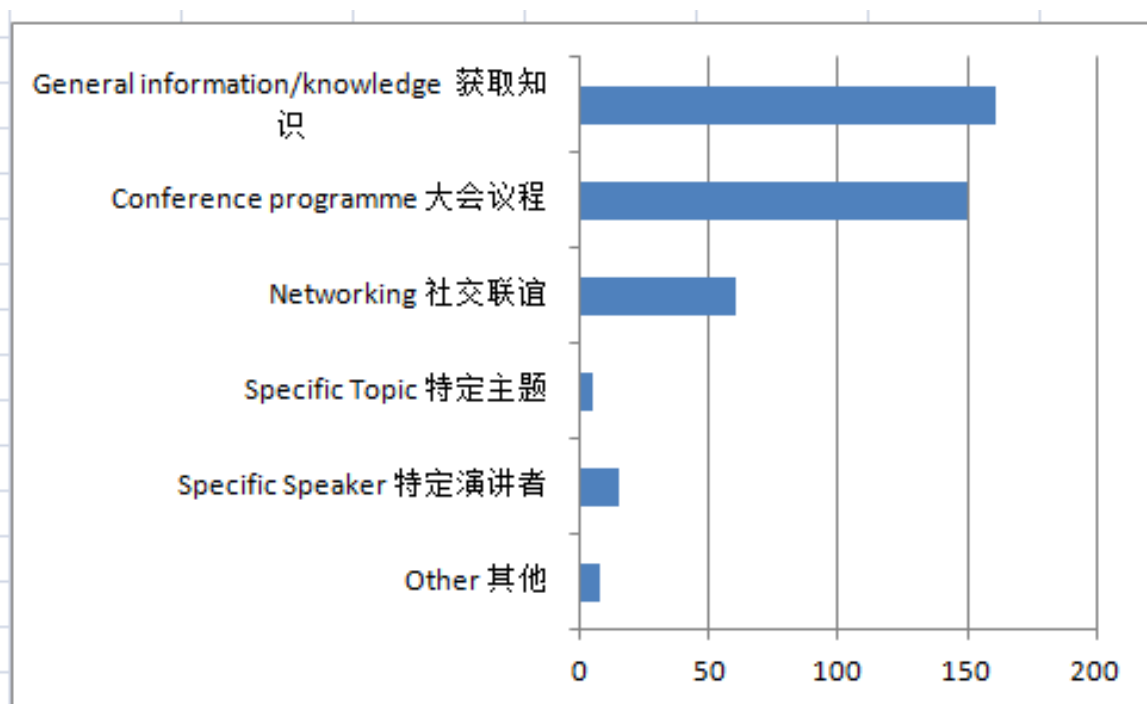 General information/knowledge 获取知
识
Conference programme 大会议程
Networking 社交联谊
Specific Topic 特定主题
Specific Speaker 特定演讲者
Other 其他
0 50 100 150 200